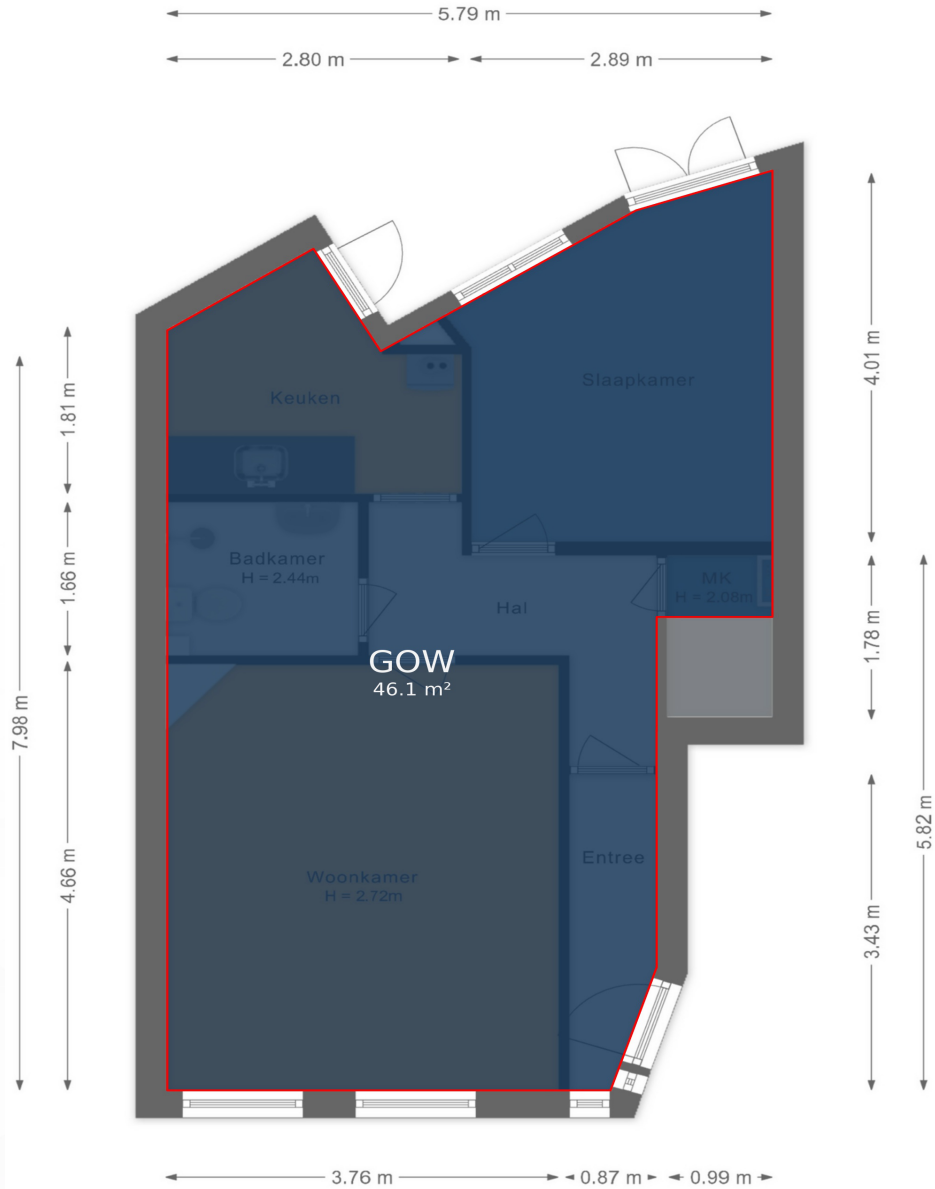 5.79 m
2.80 m
2.89 m
4.01 m
1.81 m
Keuken
Slaapkamer
1.66 m
Badkamer
H = 2.44m
Hal
MK
H = 2.08m
1.78 m
GOW
46.1 m²
7.98 m
4.66 m
5.82 m
3.43 m
Woonkamer
H = 2.72m
Entree
3.76 m
0.87 m
0.99 m